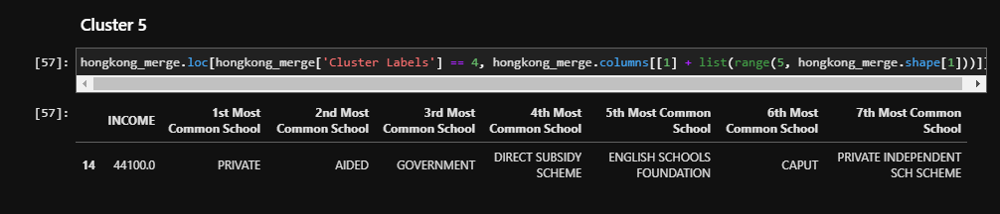 Cluster 5
[57]: hongkong_merge.loc[hongkong_merge['Cluster Labels'] == 4, hongkong_merge.columns[[1] + list(range(5, hongkong_merge.shape[1]))]]
[57]:
INCOME 1st Most Common School 2nd Most Common School 3rd Most Common School 4th Most Common School 5th Most Common School 6th Most Common School 7th Most Common School
14 44100.0 PRIVATE AIDED GOVERNMENT DIRECT SUBSIDY SCHEME ENGLISH SCHOOLS FOUNDATION CAPUT PRIVATE INDEPENDENT SCH SCHEME